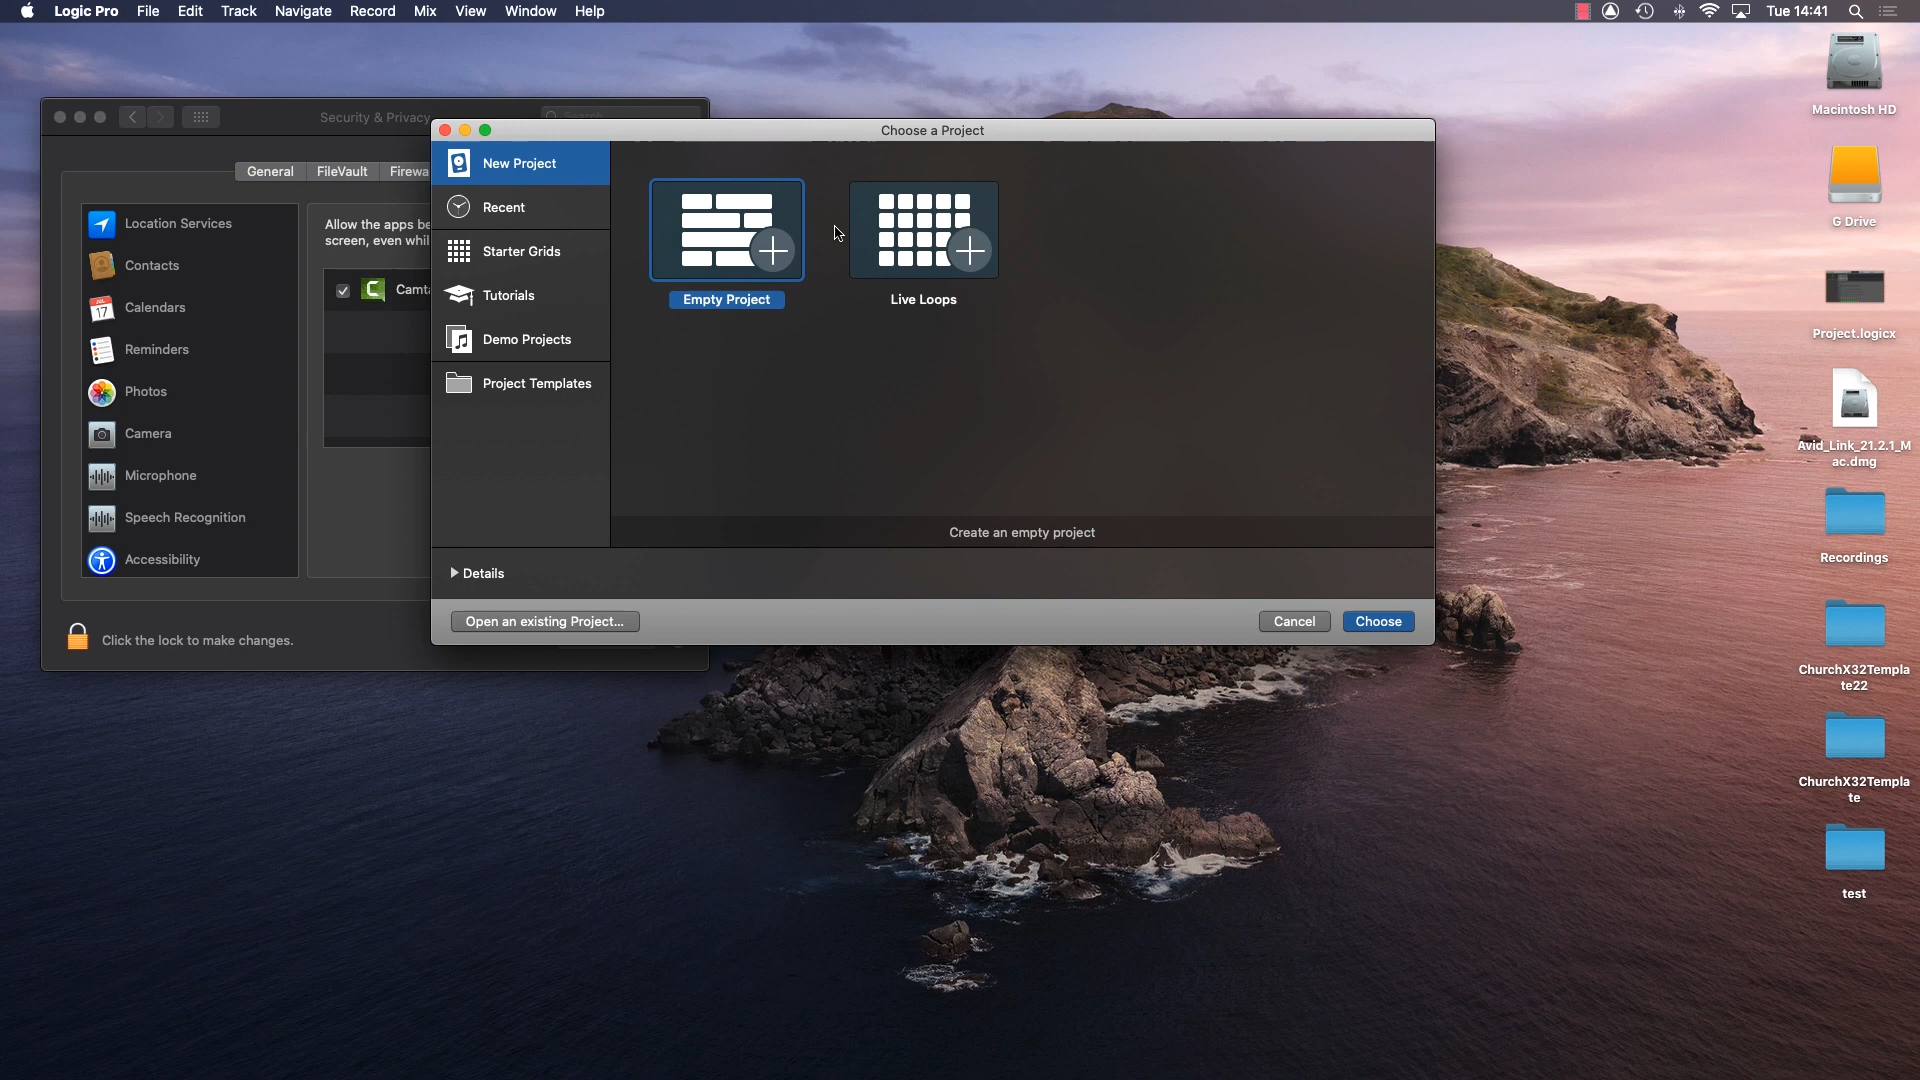 Logic Pro File Edit Track Navigate Record Mix View Window Help
Tue 14:41
Security & Privacy
Search
General FileVault Firewa
Location Services
Contacts
JUL
17
Calendars
Reminders
Photos
Camera
Microphone
Speech Recognition
Accessibility
Allow the apps be
screen, even whil
Camta
Click the lock to make changes.
Choose a Project
New Project
Recent
Starter Grids
Tutorials
Demo Projects
Project Templates
Empty Project
Live Loops
Create an empty project
Details
Open an existing Project...
Cancel
Choose
Macintosh HD
G Drive
Project.logicx
Avid_Link_21.2.1_M
ac.dmg
Recordings
ChurchX32Templa
te22
ChurchX32Templa
te
test